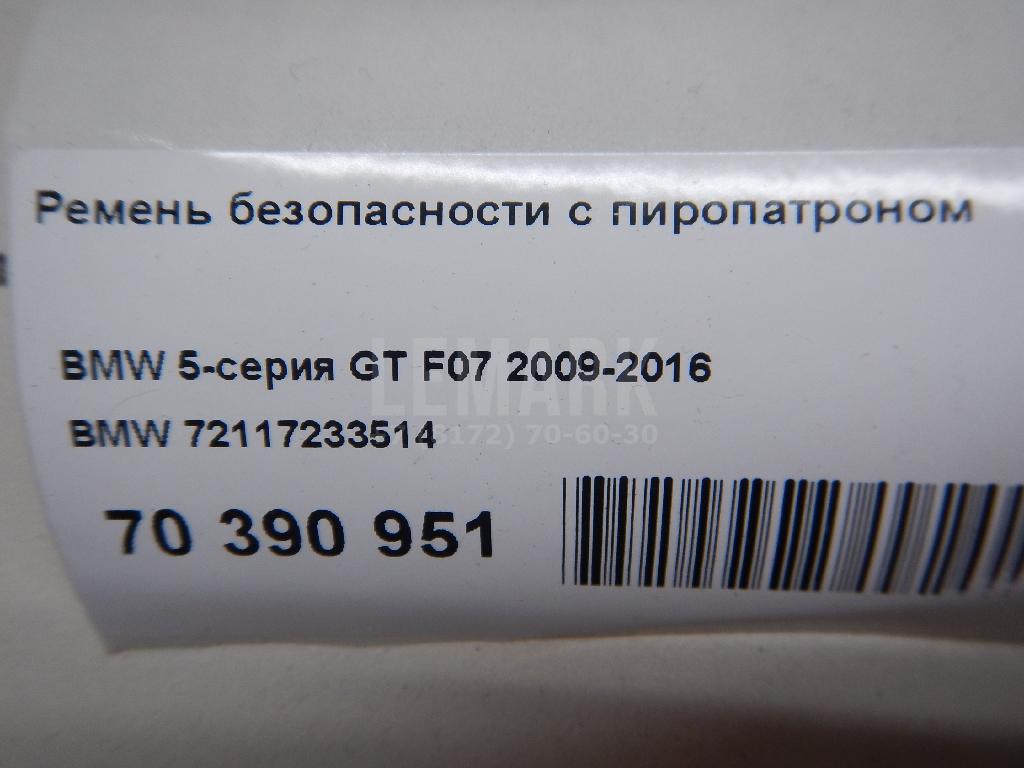 Ремень безопасности с пиропатроном
BMW 5-серия GT F07 2009-2016
LEMARK
BMW 72117233514
8172) 70-60-30
70 390 951